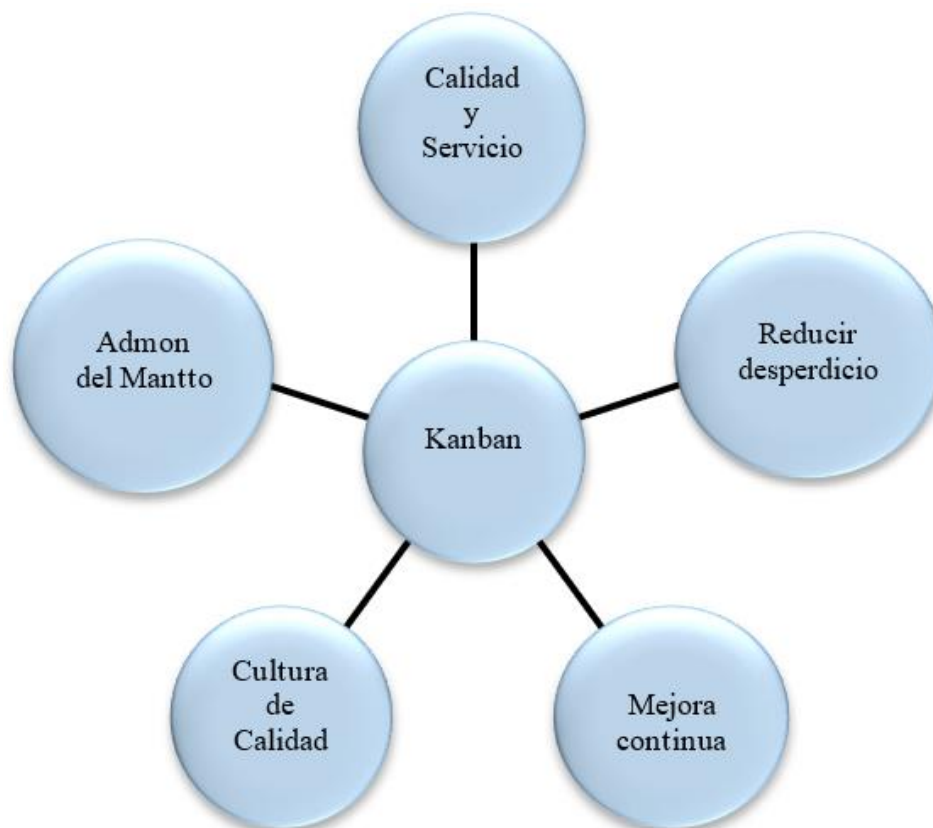 Calidad
y
Servicio
Admon
del Mantto
Reducir
desperdicio
Kanban
Cultura
de
Calidad
Mejora
continua